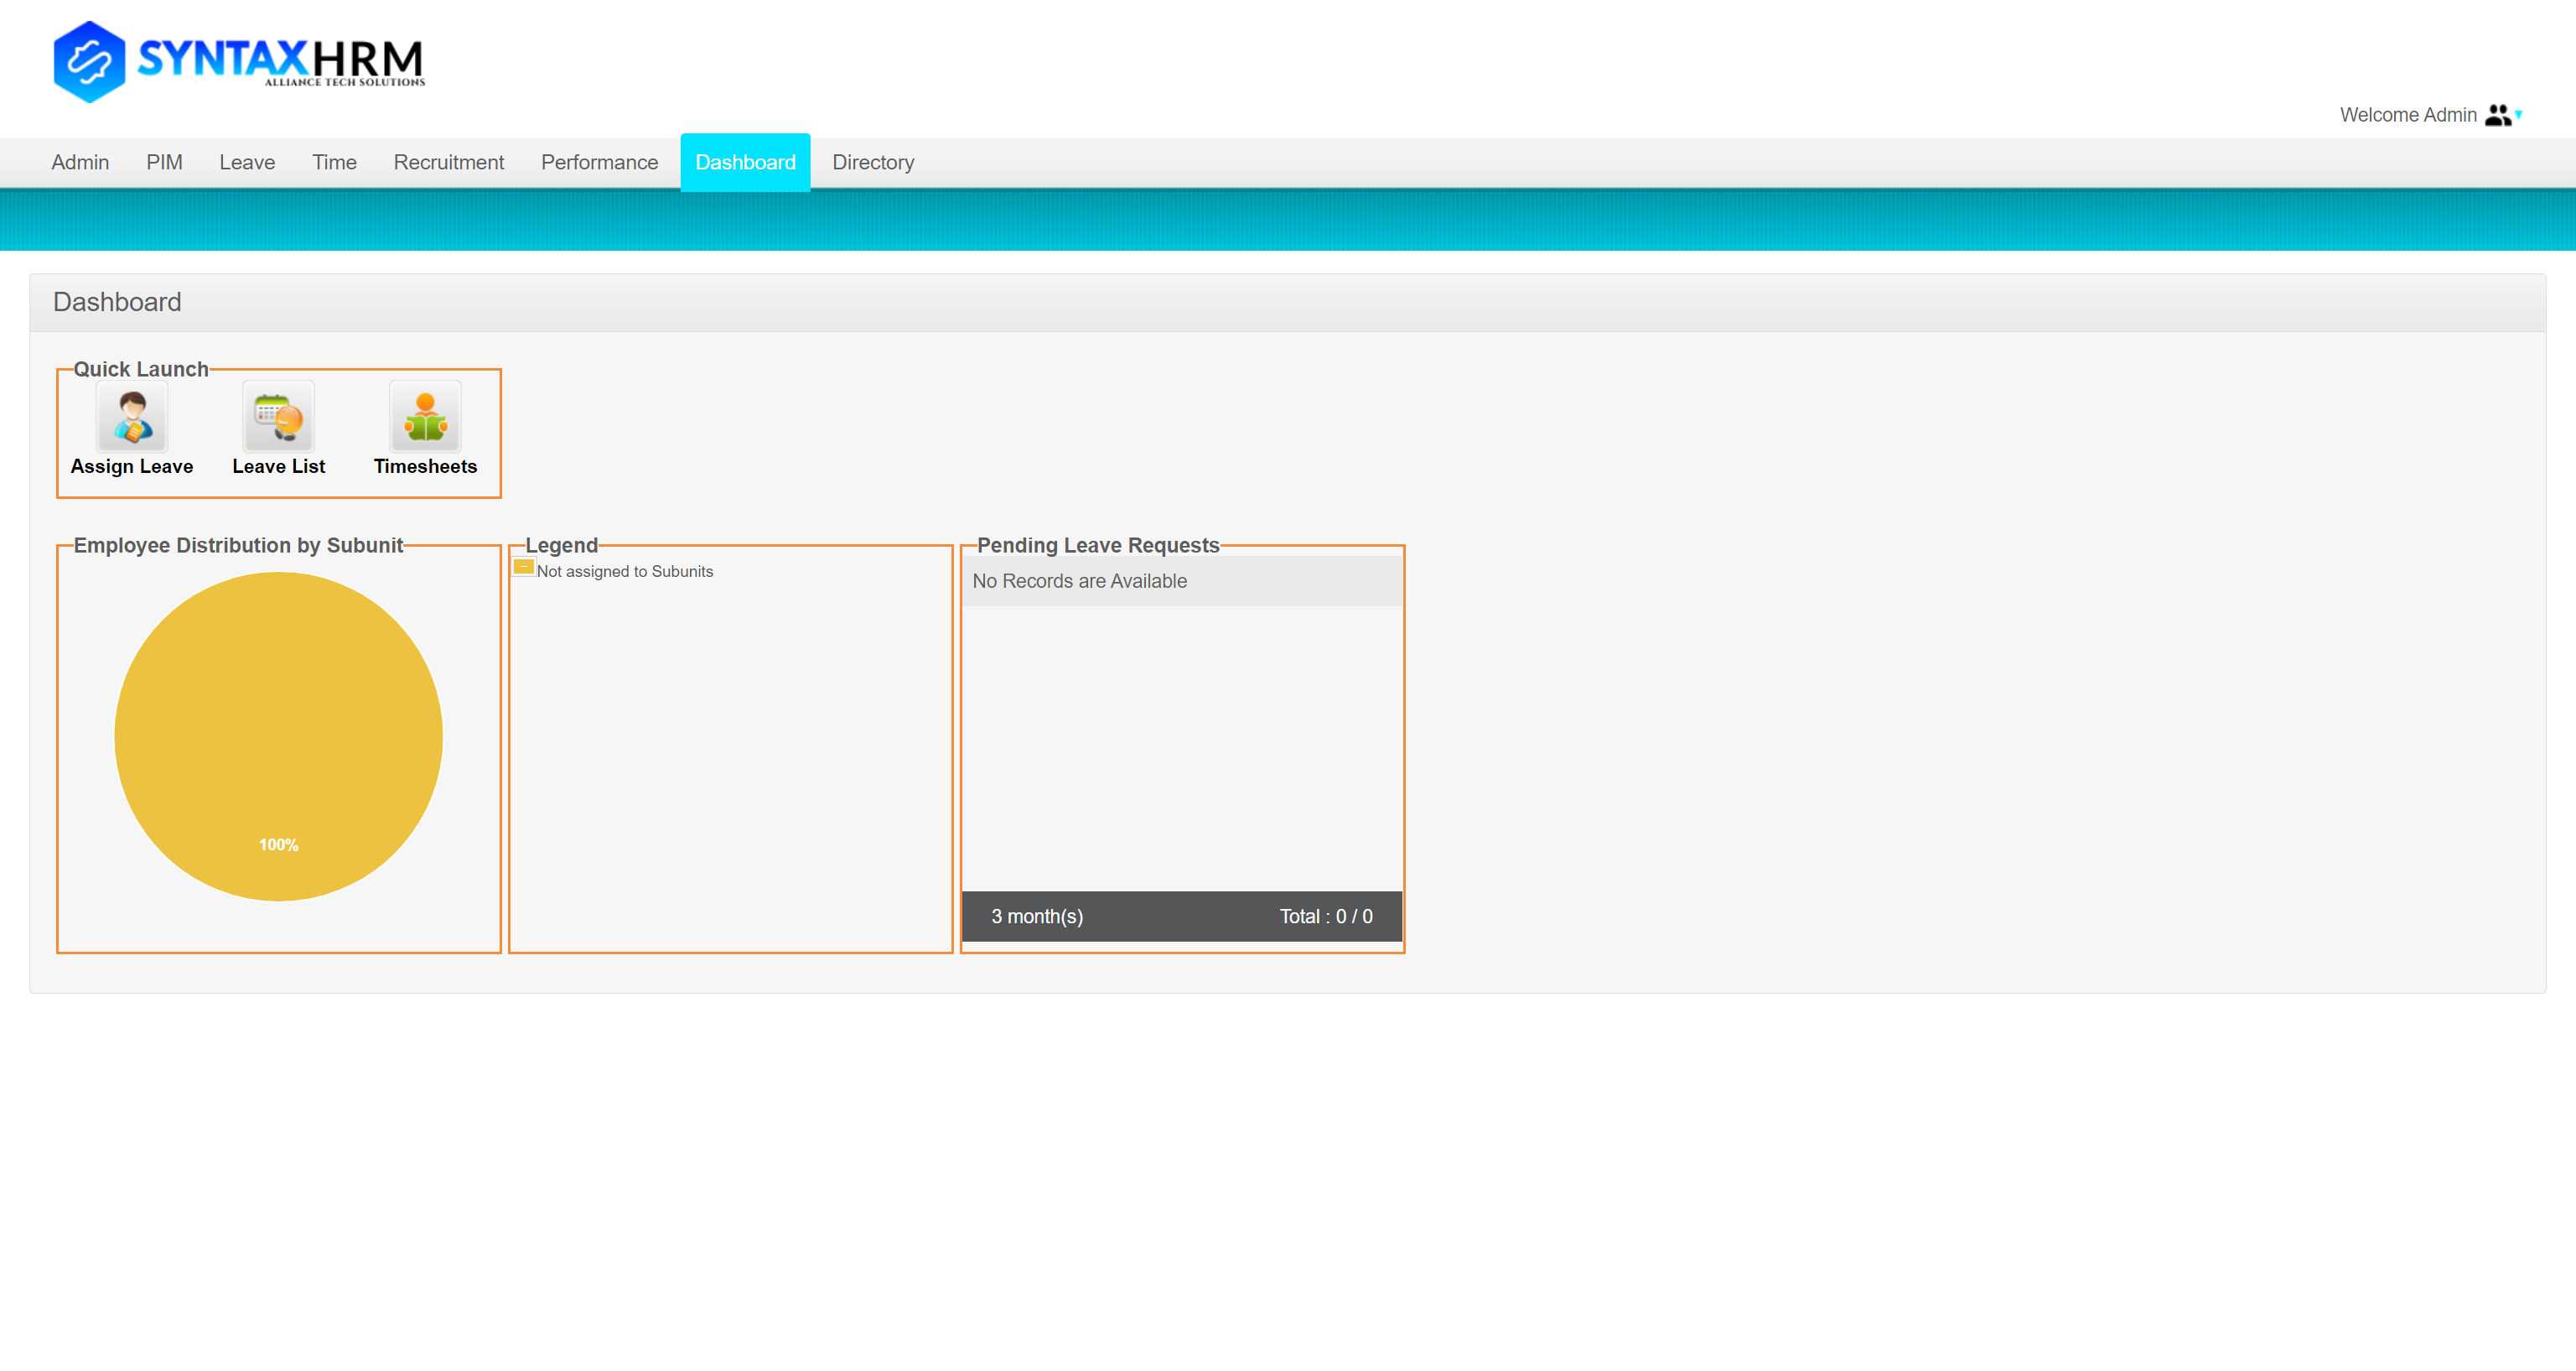 SYNTAXHRM
ALLIANCE TECH SOLUTIONS
Welcome Admin
Admin PIM Leave Time Recruitment Performance Dashboard Directory
Dashboard
Quick Launch
Assign Leave Leave List Timesheets
Employee Distribution by Subunit
100%
Legend
Not assigned to Subunits
Pending Leave Requests
No Records are Available
3 month(s) Total : 0 / 0